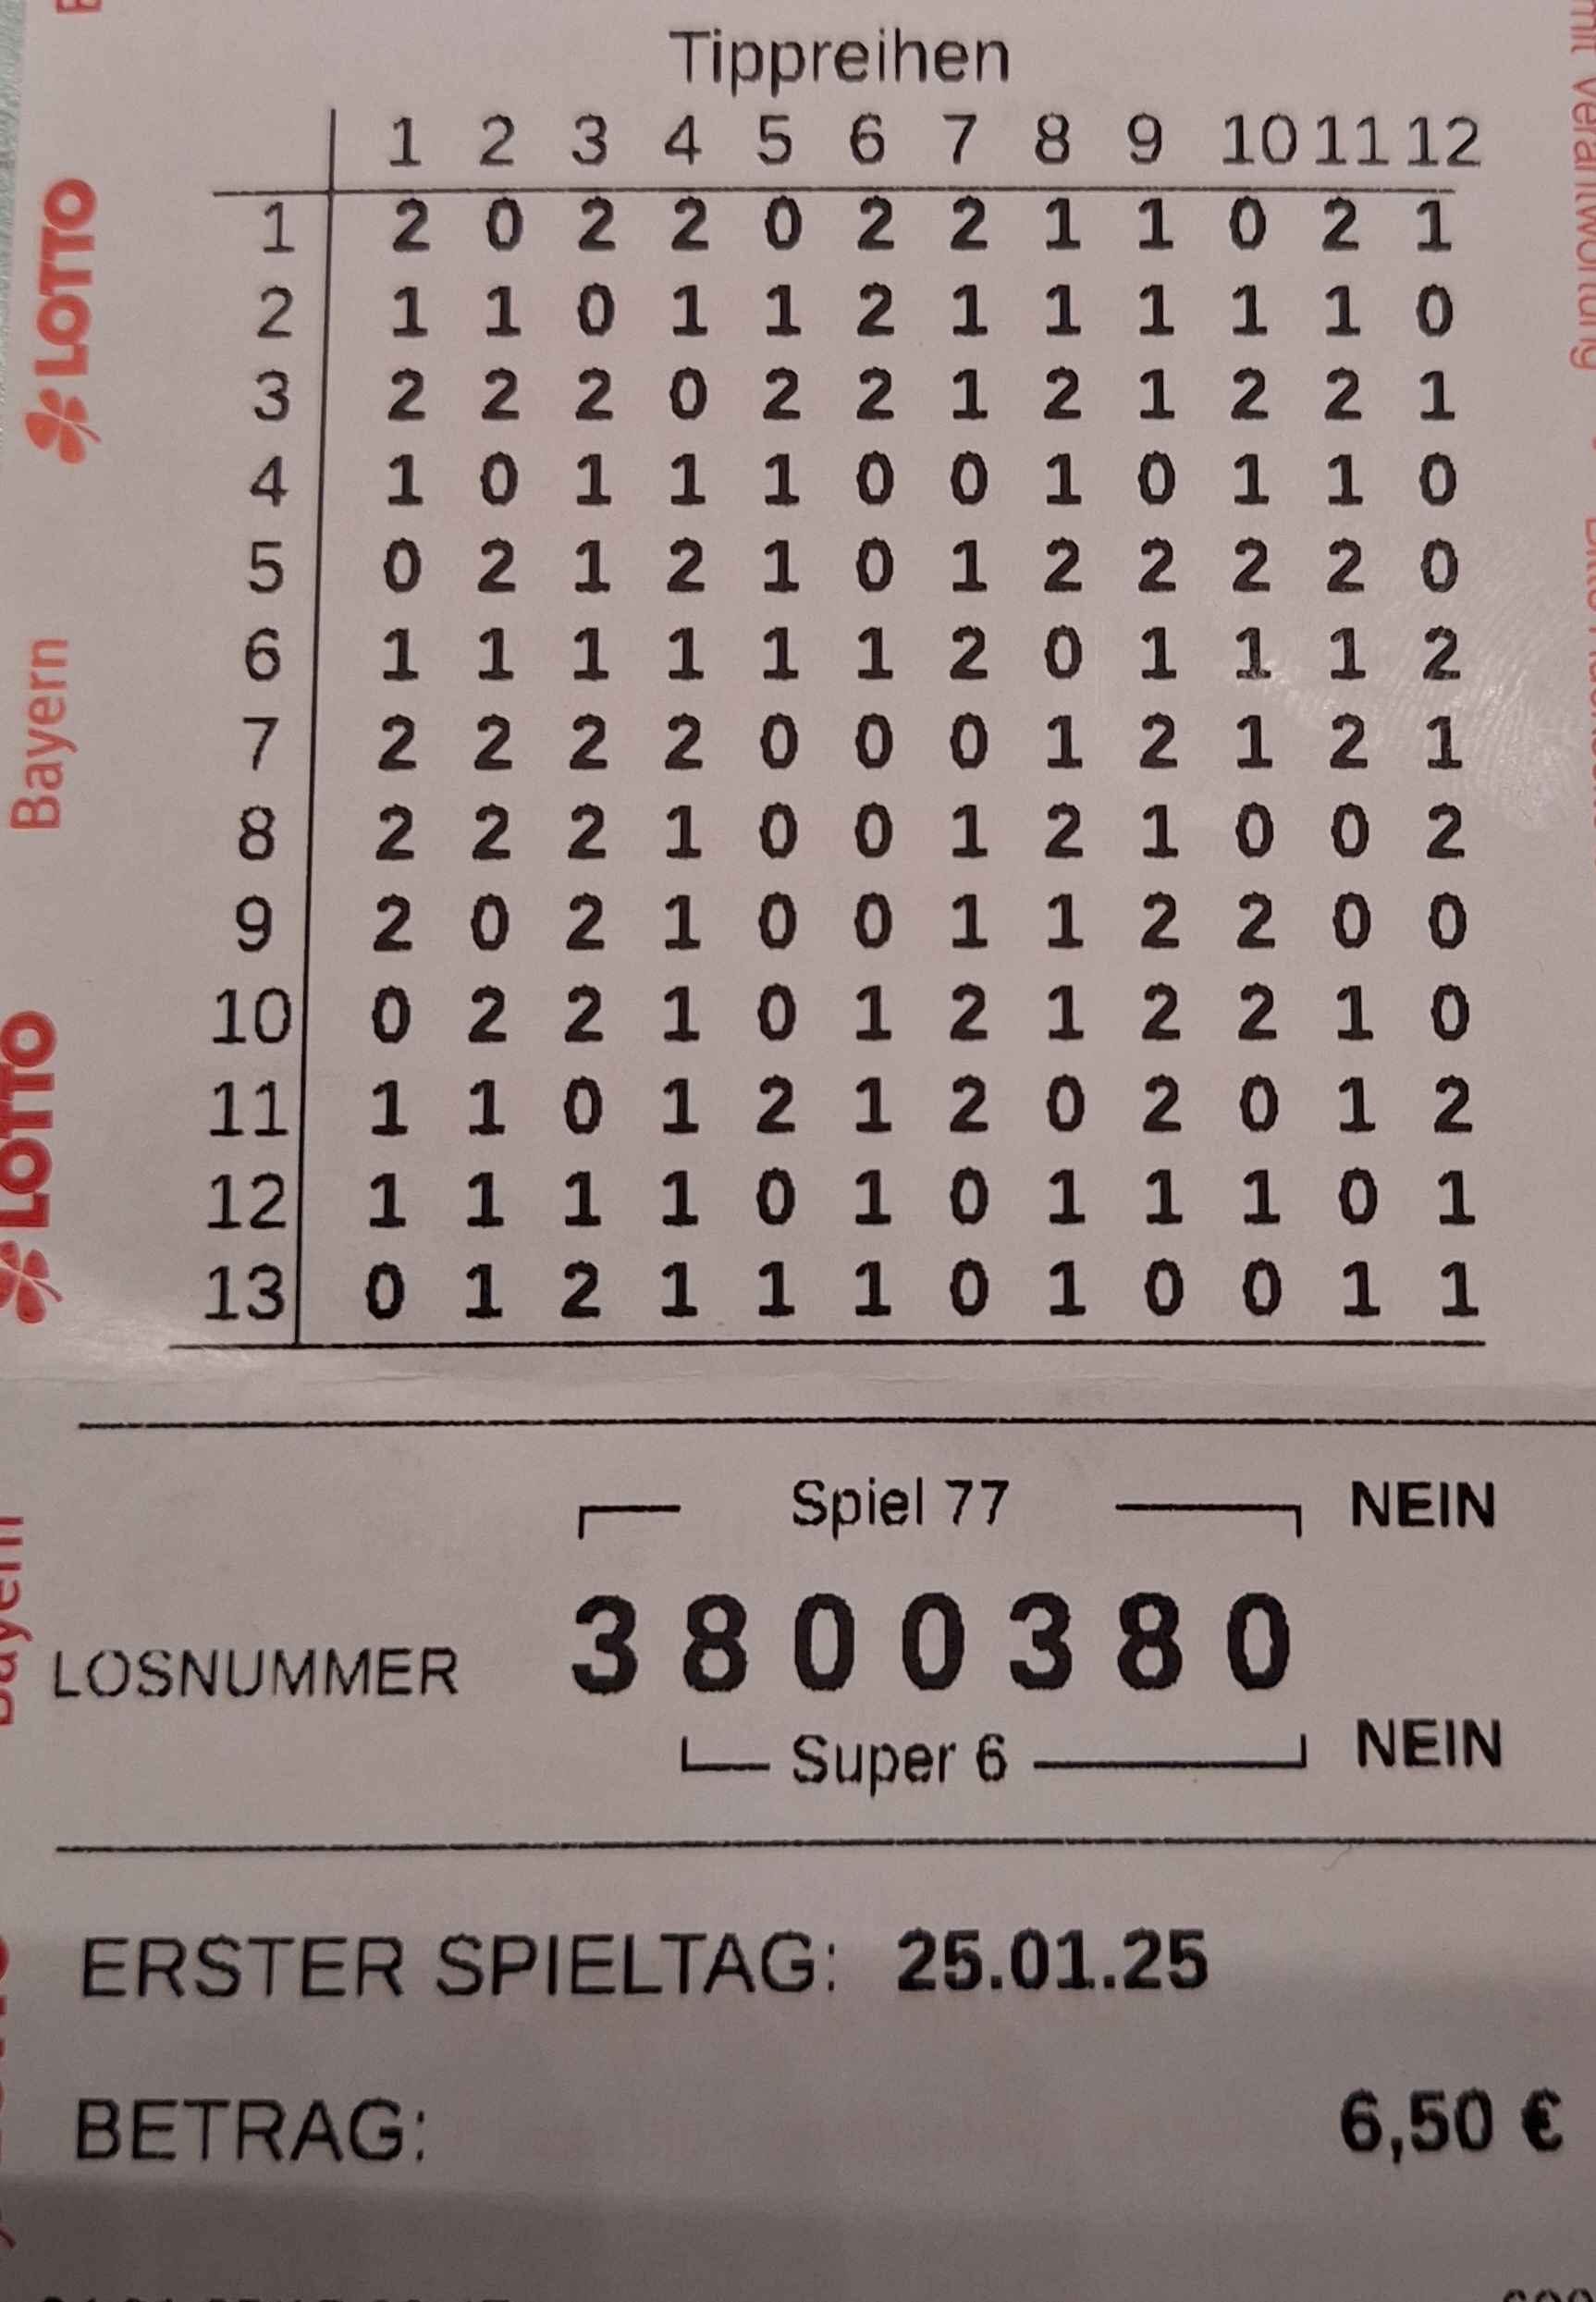 Tippreihen
1 2 3 4 5 6 7 8 9 10 11 12
1 2 0 2 2 0 2 2 1 1 0 2 1
2 1 1 0 1 1 2 1 1 1 1 1 0
3 2 2 2 0 2 2 1 2 1 2 2 1
4 1 0 1 1 1 0 0 1 0 1 1 0
5 0 2 1 2 1 0 1 2 2 2 2 0
6 1 1 1 1 1 1 2 0 1 1 1 2
7 2 2 2 2 0 0 0 1 2 1 2 1
8 2 2 2 1 0 0 1 2 1 0 0 2
9 2 0 2 1 0 0 1 1 2 2 0 0
10 0 2 2 1 0 1 2 1 2 2 1 0
11 1 1 0 1 2 1 2 0 2 0 1 2
12 1 1 1 1 0 1 0 1 1 1 0 1
13 0 1 2 1 1 1 0 1 0 0 1 1
Spiel 77 NEIN
LOSNUMMER 3 8 0 0 3 8 0
Super 6 NEIN
ERSTER SPIELTAG: 25.01.25
BETRAG: 6,50 €
LOTTO
Bayern
LOTTO
Bayern
mit Verantwortung